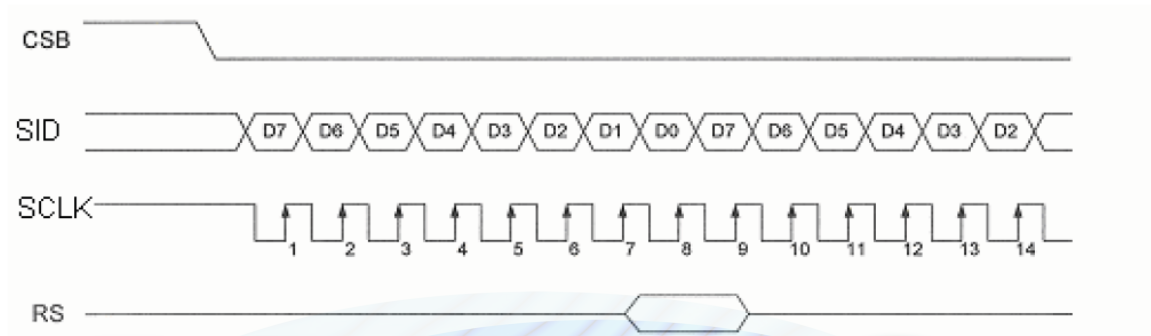 CSB
SID D7 D6 D5 D4 D3 D2 D1 D0 D7 D6 D5 D4 D3 D2
SCLK
1 2 3 4 5 6 7 8 9 10 11 12 13 14
RS